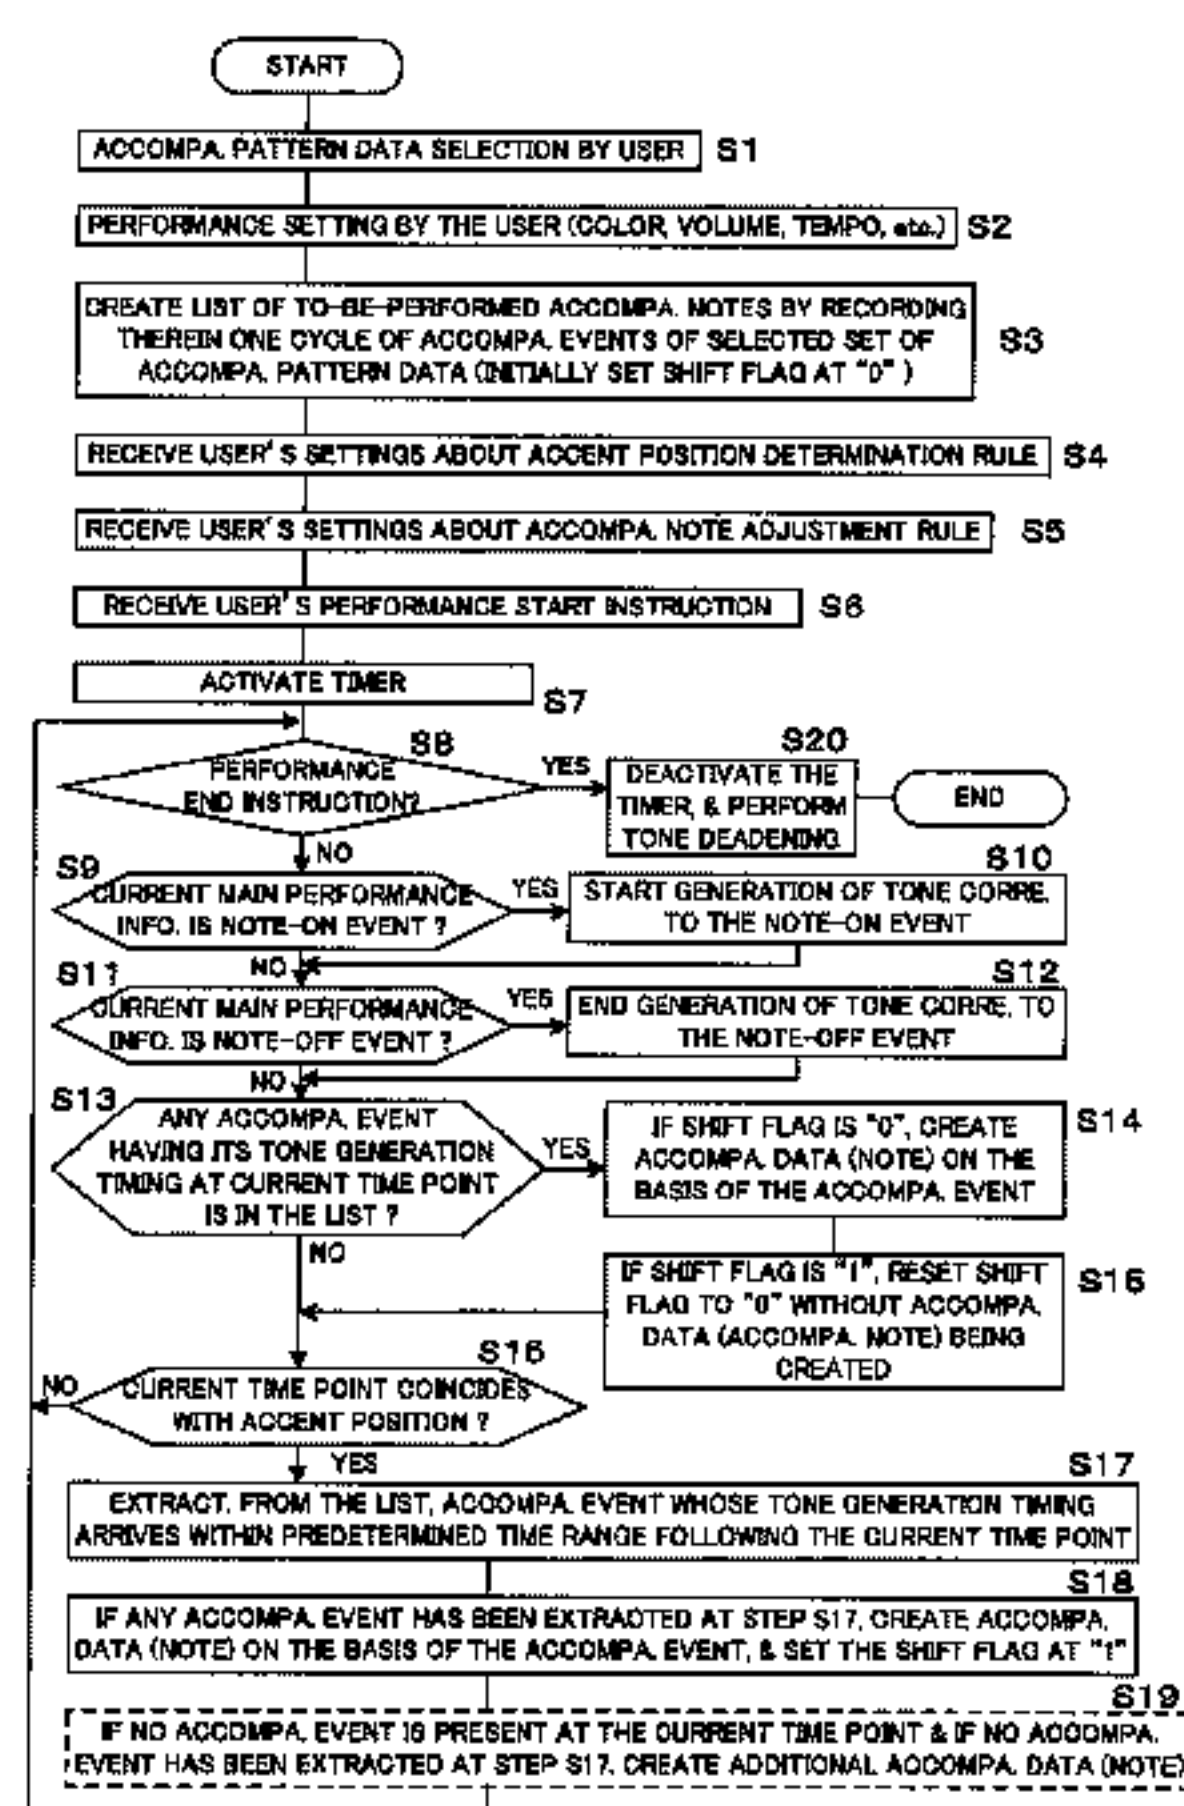 START
ACCOMPA. PATTERN DATA SELECTION BY USER S1
PERFORMANCE SETTING BY THE USER (COLOR, VOLUME, TEMPO, etc.) S2
CREATE LIST OF TO-BE-PERFORMED ACCOMPA. NOTES BY RECORDING
THEREIN ONE CYCLE OF ACCOMPA. EVENTS OF SELECTED SET OF
ACCOMPA. PATTERN DATA (INITIALLY SET SHIFT FLAG AT "0" )
S3
RECEIVE USER' S SETTINGS ABOUT ACCENT POSITION DETERMINATION RULE S4
RECEIVE USER' S SETTINGS ABOUT ACCOMPA. NOTE ADJUSTMENT RULE S5
RECEIVE USER' S PERFORMANCE START INSTRUCTION S6
ACTIVATE TIMER
S7
S8
PERFORMANCE
END INSTRUCTION?
YES
S20
DEACTIVATE THE
TIMER, & PERFORM
TONE DEADENING
END
NO
S9
CURRENT MAIN PERFORMANCE
INFO. IS NOTE-ON EVENT ?
YES
S10
START GENERATION OF TONE CORRE.
TO THE NOTE-ON EVENT
NO
S11
CURRENT MAIN PERFORMANCE
INFO. IS NOTE-OFF EVENT ?
YES
S12
END GENERATION OF TONE CORRE. TO
THE NOTE-OFF EVENT
NO
S13
ANY ACCOMPA. EVENT
HAVING ITS TONE GENERATION
TIMING AT CURRENT TIME POINT
IS IN THE LIST ?
YES
IF SHIFT FLAG IS "0", CREATE
ACCOMPA. DATA (NOTE) ON THE
BASIS OF THE ACCOMPA. EVENT
S14
NO
IF SHIFT FLAG IS "1", RESET SHIFT
FLAG TO "0" WITHOUT ACCOMPA.
DATA (ACCOMPA. NOTE) BEING
CREATED
S15
S16
CURRENT TIME POINT COINCIDES
WITH ACCENT POSITION ?
NO
YES
S17
EXTRACT, FROM THE LIST, ACCOMPA. EVENT WHOSE TONE GENERATION TIMING
ARRIVES WITHIN PREDETERMINED TIME RANGE FOLLOWING THE CURRENT TIME POINT
S18
IF ANY ACCOMPA. EVENT HAS BEEN EXTRACTED AT STEP S17, CREATE ACCOMPA.
DATA (NOTE) ON THE BASIS OF THE ACCOMPA. EVENT, & SET THE SHIFT FLAG AT "1"
S19
IF NO ACCOMPA. EVENT IS PRESENT AT THE CURRENT TIME POINT & IF NO ACCOMPA.
EVENT HAS BEEN EXTRACTED AT STEP S17, CREATE ADDITIONAL ACCOMPA. DATA (NOTE)